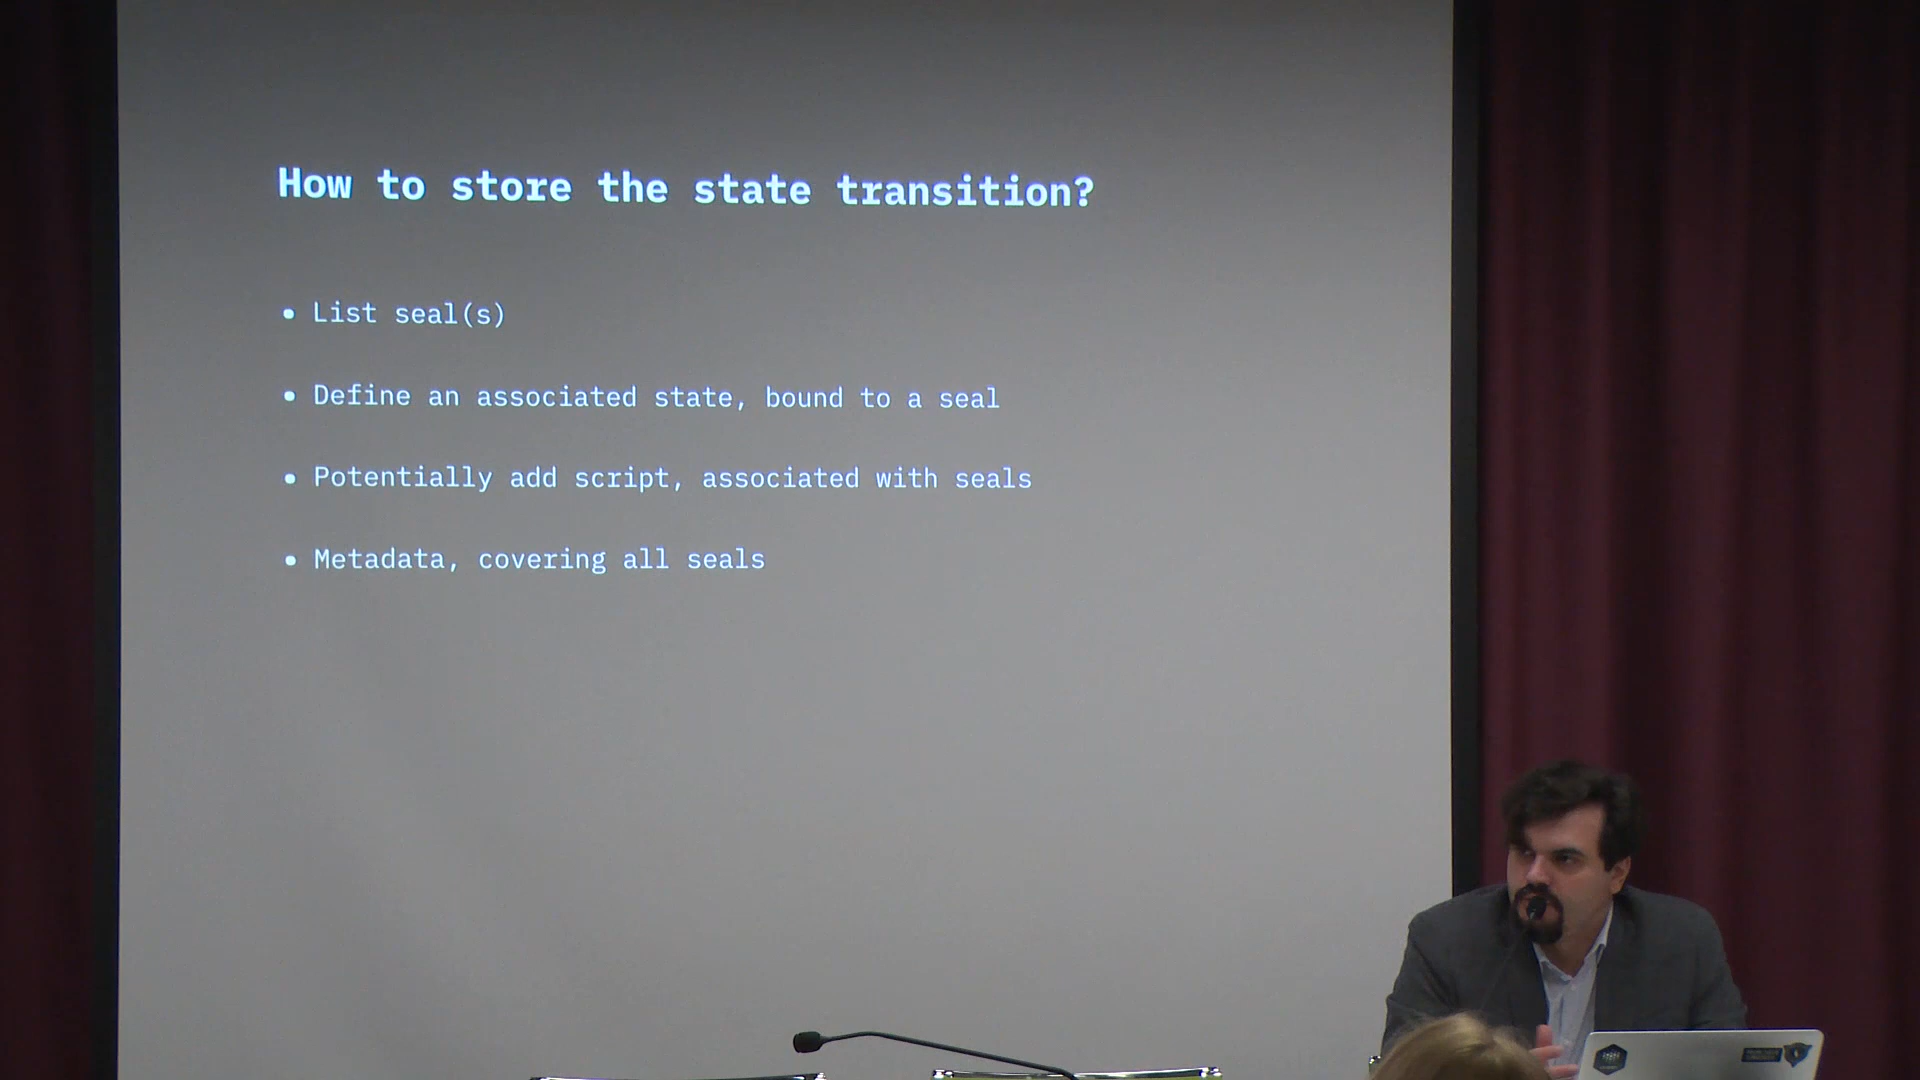 How to store the state transition?
• List seal(s)
• Define an associated state, bound to a seal
• Potentially add script, associated with seals
• Metadata, covering all seals